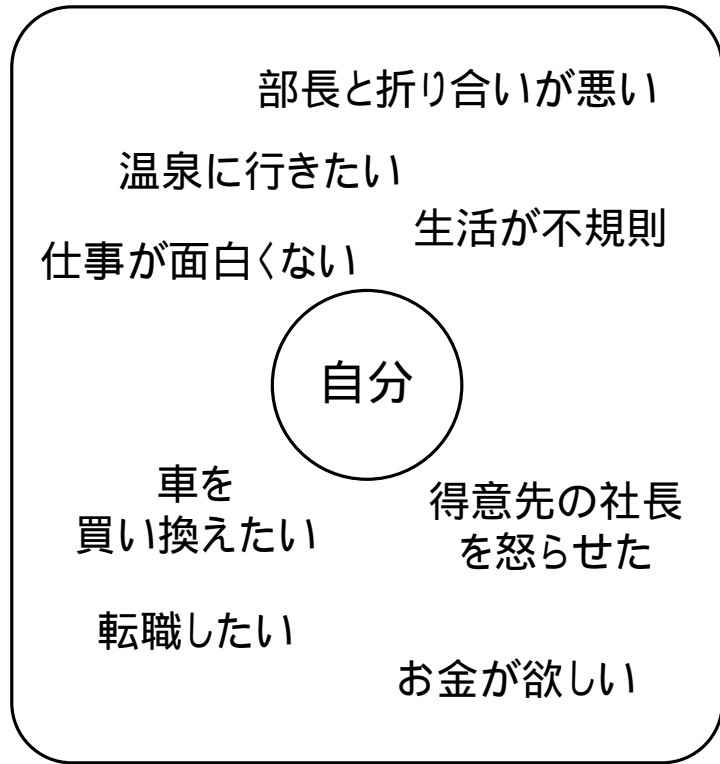 部長と折り合いが悪い
温泉に行きたい
生活が不規則
仕事が面白くない
自分
車を
買い換えたい
得意先の社長
を怒らせた
転職したい
お金が欲しい